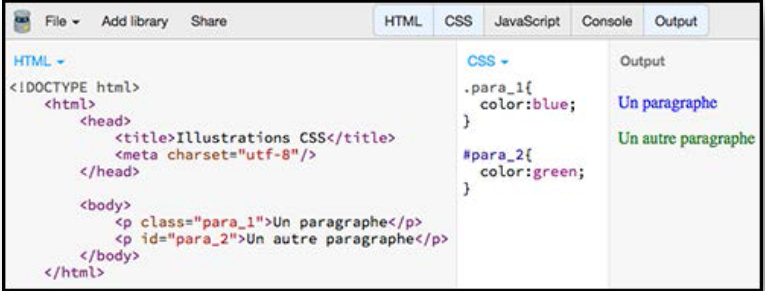 File Add library Share HTML CSS JavaScript Console Output
HTML
<!DOCTYPE html>
<html>
<head>
<title>Illustrations CSS</title>
<meta charset="utf-8"/>
</head>
<body>
<p class="para_1">Un paragraphe</p>
<p id="para_2">Un autre paragraphe</p>
</body>
</html>
CSS
.para_1{
color:blue;
}
#para_2{
color:green;
}
Output
Un paragraphe
Un autre paragraphe